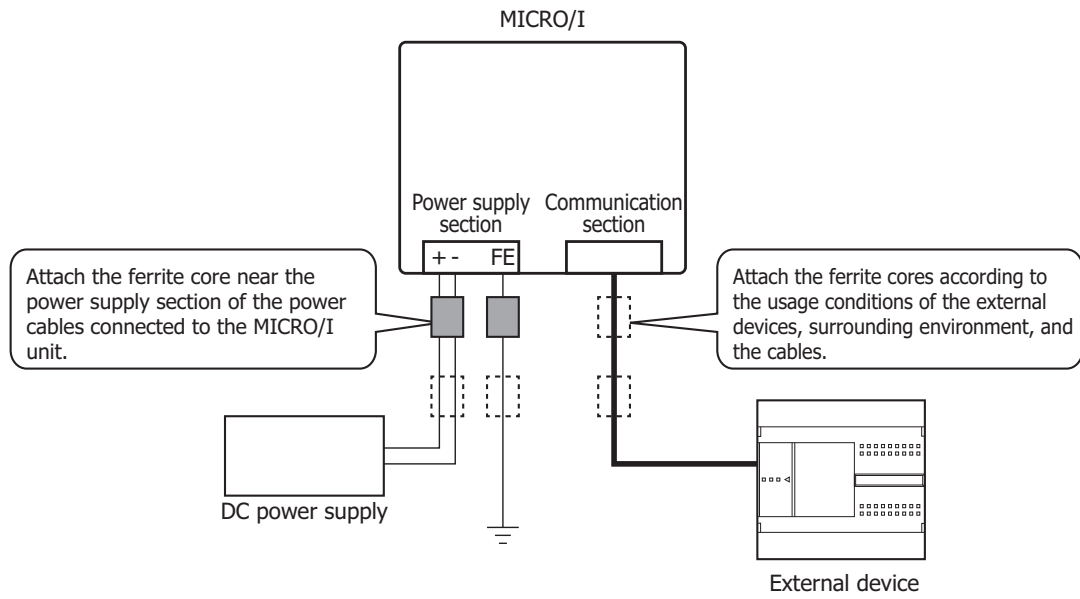 MICRO/I
Power supply
section
Communication
section
+ -
FE
Attach the ferrite core near the
power supply section of the power
cables connected to the MICRO/I
unit.
Attach the ferrite cores according to
the usage conditions of the external
devices, surrounding environment, and
the cables.
DC power supply
External device